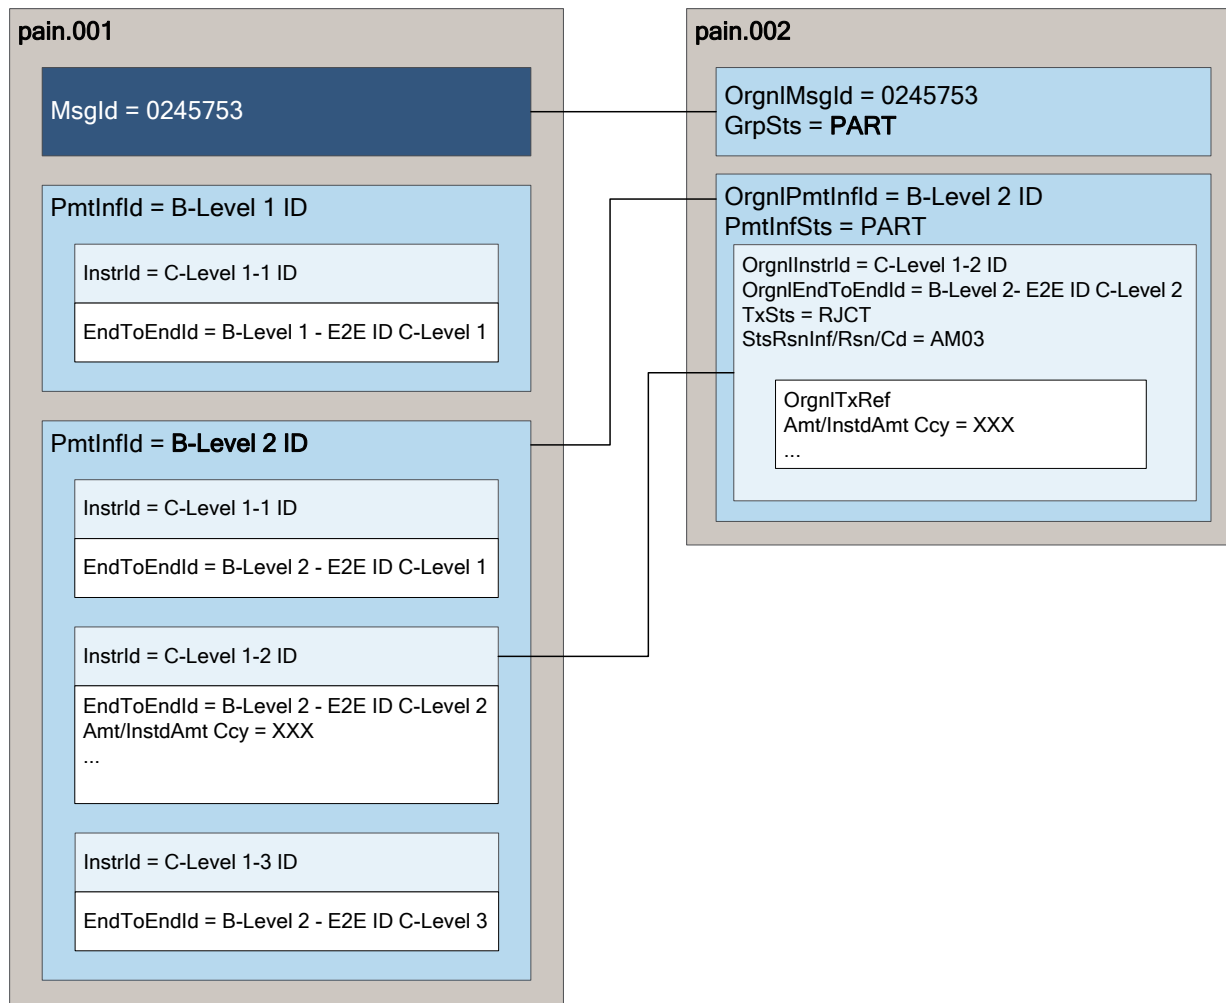 pain.001
MsgId = 0245753
PmtInfId = B-Level 1 ID
InstrId = C-Level 1-1 ID
EndToEndId = B-Level 1 - E2E ID C-Level 1
PmtInfId = B-Level 2 ID
InstrId = C-Level 1-1 ID
EndToEndId = B-Level 2 - E2E ID C-Level 1
InstrId = C-Level 1-2 ID
EndToEndId = B-Level 2 - E2E ID C-Level 2
Amt/InstdAmt Ccy = XXX
...
InstrId = C-Level 1-3 ID
EndToEndId = B-Level 2 - E2E ID C-Level 3
pain.002
OrgnlMsgId = 0245753
GrpSts = PART
OrgnlPmtInfId = B-Level 2 ID
PmtInfSts = PART
OrgnlInstrId = C-Level 1-2 ID
OrgnlEndToEndId = B-Level 2- E2E ID C-Level 2
TxSts = RJCT
StsRsnInf/Rsn/Cd = AM03
OrgnlTxRef
Amt/InstdAmt Ccy = XXX
...